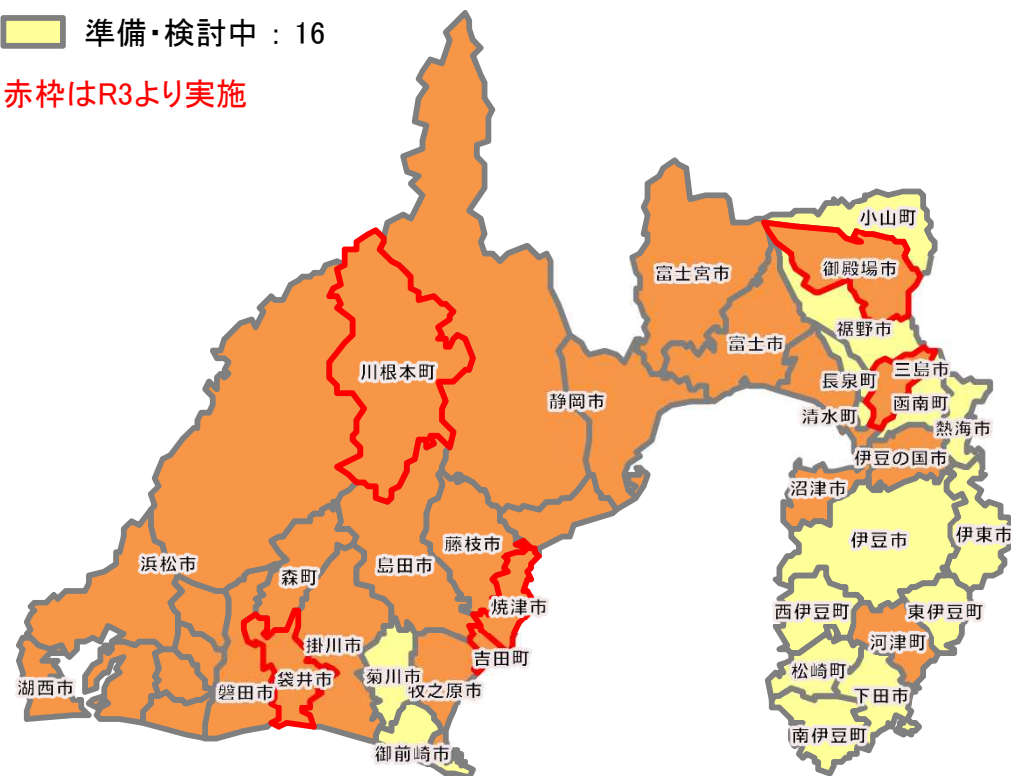 準備・検討中 : 16
赤枠はR3より実施
小山町
御殿場市
富士宮市
裾野市
富士市
三島市
長泉町
川根本町
函南町
静岡市
清水町
熱海市
伊豆の国市
沼津市
伊豆市
伊東市
藤枝市
浜松市
島田市
森町
焼津市
西伊豆町
東伊豆町
掛川市
河津町
吉田町
松崎町
菊川市
袋井市
湖西市
磐田市
牧之原市
下田市
南伊豆町
御前崎市